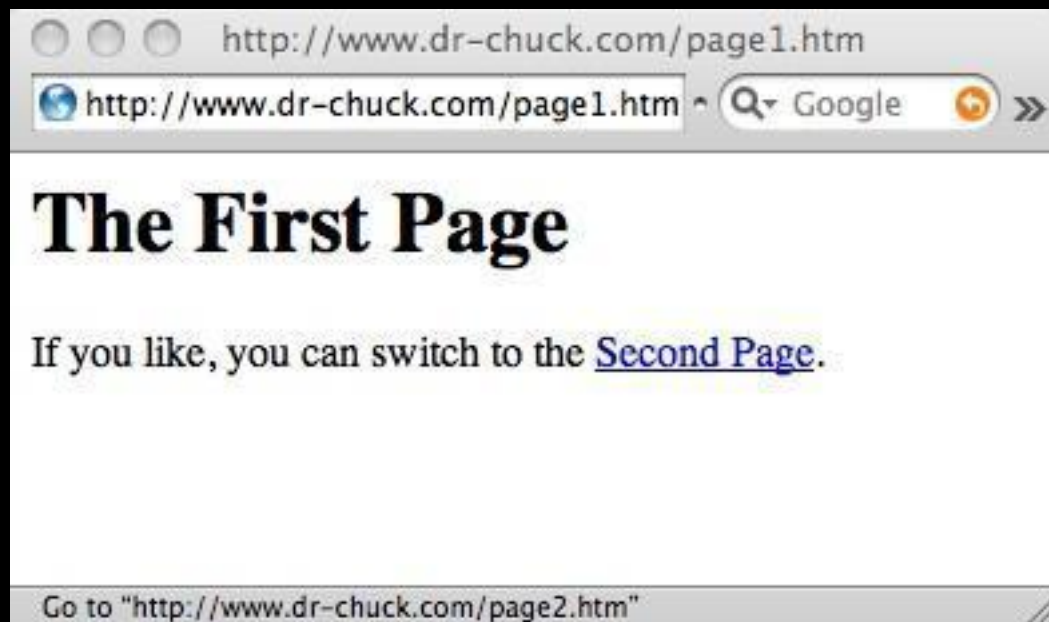 http://www.dr-chuck.com/page1.htm
http://www.dr-chuck.com/page1.htm Google
The First Page
If you like, you can switch to the Second Page.
Go to "http://www.dr-chuck.com/page2.htm"